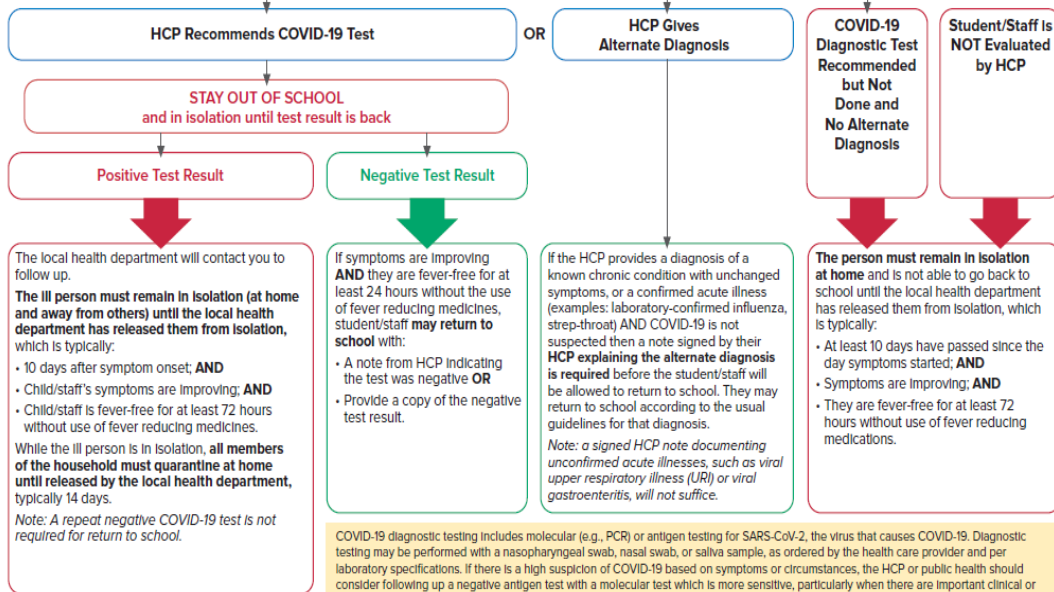 HCP Recommends COVID-19 Test
OR
HCP Gives
Alternate Diagnosis
COVID-19
Diagnostic Test
Recommended
but Not
Done and
No Alternate
Diagnosis
Student/Staff is
NOT Evaluated
by HCP
STAY OUT OF SCHOOL
and in isolation until test result is back
Positive Test Result
Negative Test Result
The local health department will contact you to
follow up.
The ill person must remain in isolation (at home
and away from others) until the local health
department has released them from isolation,
which is typically:
• 10 days after symptom onset; AND
• Child/staff's symptoms are improving; AND
• Child/staff is fever-free for at least 72 hours
without use of fever reducing medicines.
While the ill person is in isolation, all members
of the household must quarantine at home
until released by the local health department,
typically 14 days.
Note: A repeat negative COVID-19 test is not
required for return to school.
If symptoms are improving
AND they are fever-free for at
least 24 hours without the use
of fever reducing medicines,
student/staff may return to
school with:
• A note from HCP indicating
the test was negative OR
• Provide a copy of the negative
test result.
If the HCP provides a diagnosis of a
known chronic condition with unchanged
symptoms, or a confirmed acute illness
(examples: laboratory-confirmed influenza,
strep-throat) AND COVID-19 is not
suspected then a note signed by their
HCP explaining the alternate diagnosis
is required before the student/staff will
be allowed to return to school. They may
return to school according to the usual
guidelines for that diagnosis.
Note: a signed HCP note documenting
unconfirmed acute illnesses, such as viral
upper respiratory illness (URI) or viral
gastroenteritis, will not suffice.
The person must remain in isolation
at home and is not able to go back to
school until the local health department
has released them from isolation, which
is typically:
• At least 10 days have passed since the
day symptoms started; AND
• Symptoms are improving; AND
• They are fever-free for at least 72
hours without use of fever reducing
medications.
COVID-19 diagnostic testing includes molecular (e.g., PCR) or antigen testing for SARS-CoV-2, the virus that causes COVID-19. Diagnostic
testing may be performed with a nasopharyngeal swab, nasal swab, or saliva sample, as ordered by the health care provider and per
laboratory specifications. If there is a high suspicion of COVID-19 based on symptoms or circumstances, the HCP or public health should
consider following up a negative antigen test with a molecular test which is more sensitive, particularly when there are important clinical or